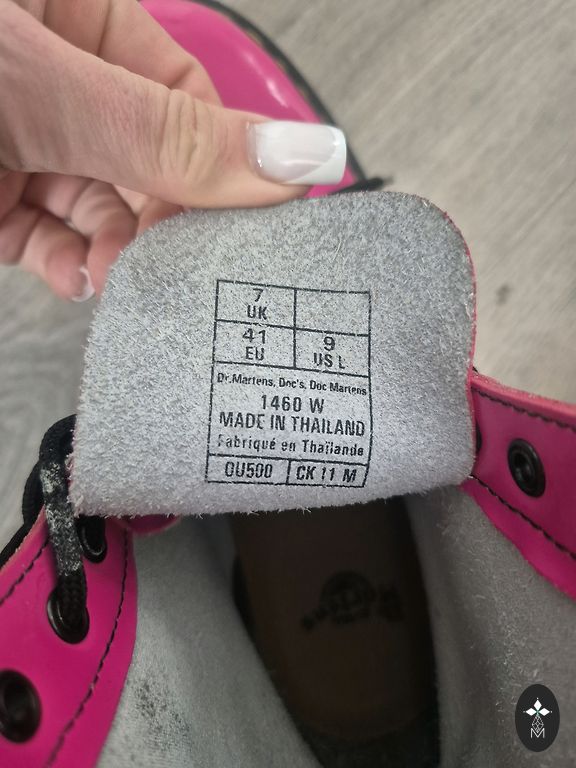 7
UK
41
EU
9
US L
Dr.Martens, Doc's, Doc Martens
1460 W
MADE IN THAILAND
Fabriqué en Thaïlande
OU500
CK 11 M
M